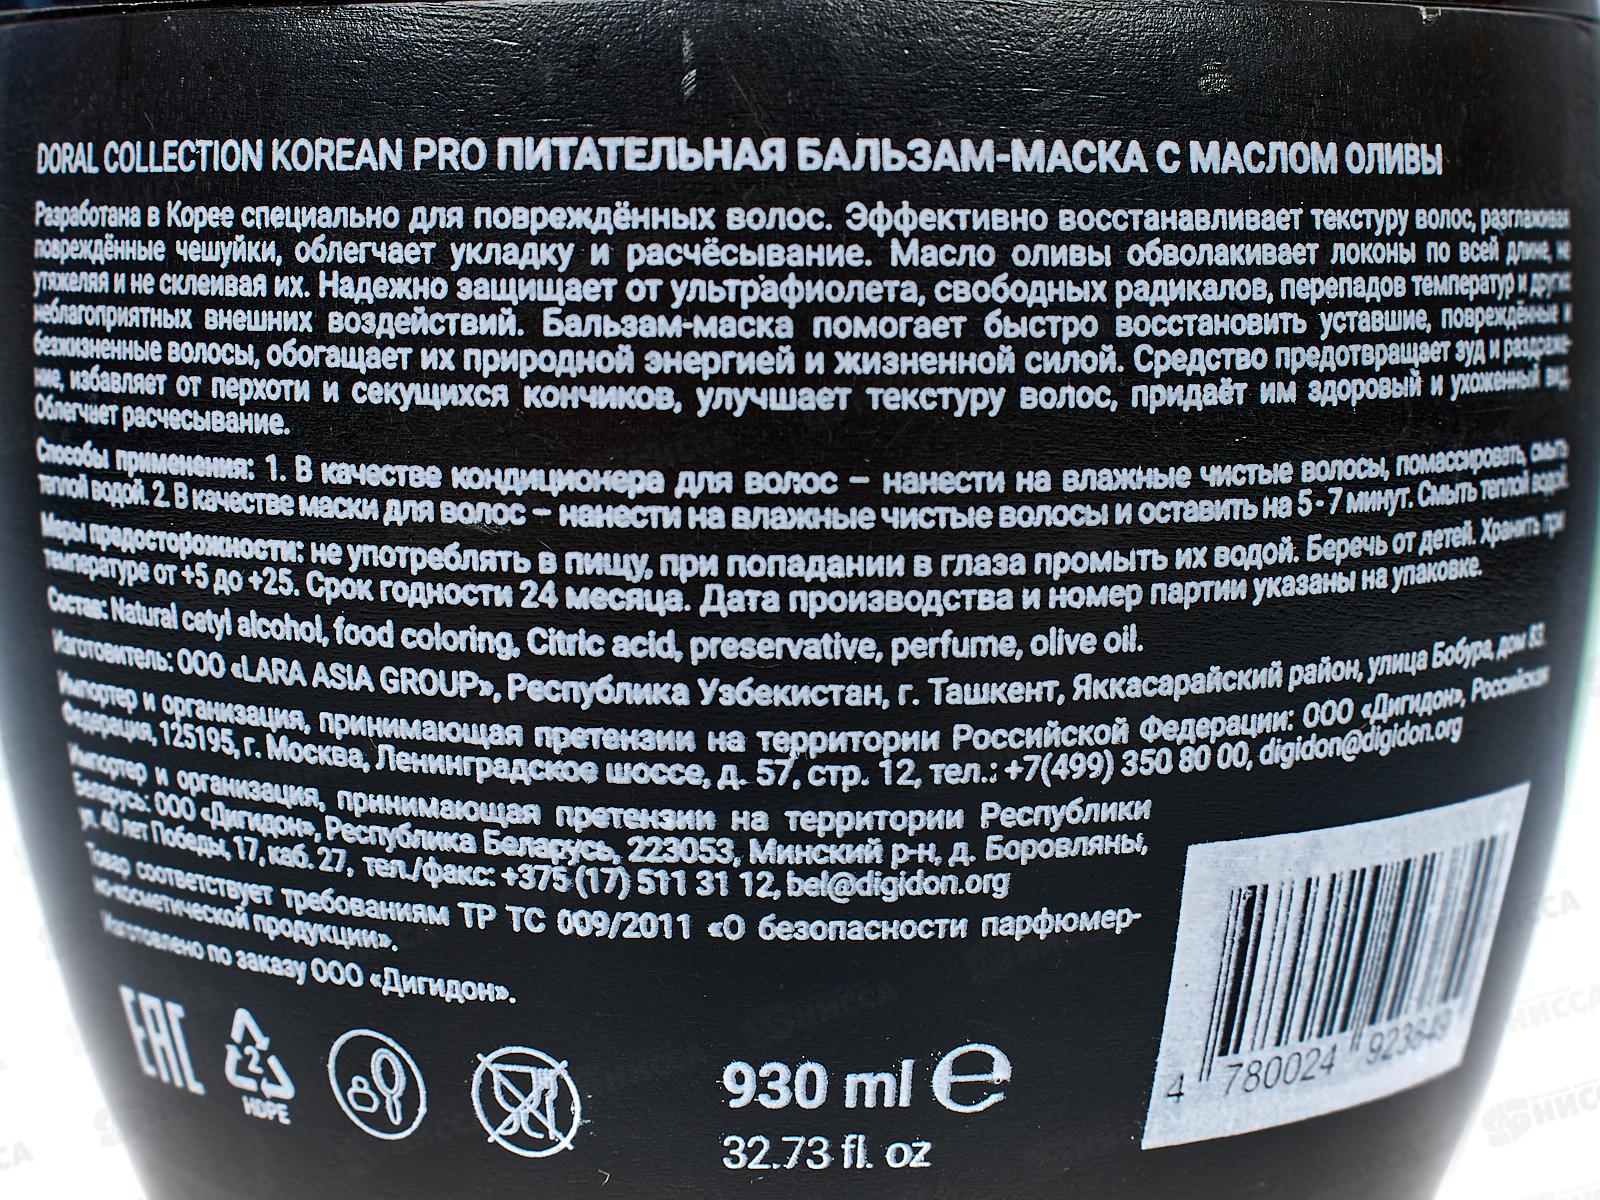 DORAL COLLECTION KOREAN PRO ПИТАТЕЛЬНАЯ БАЛЬЗАМ-МАСКА С МАСЛОМ ОЛИВЫ
Разработана в Корее специально для повреждённых волос. Эффективно восстанавливает текстуру волос, разглаживая
повреждённые чешуйки, облегчает укладку и расчёсывание. Масло оливы обволакивает локоны по всей длине, не
утяжеляя и не склеивая их. Надежно защищает от ультрафиолета, свободных радикалов, перепадов температур и других
неблагоприятных внешних воздействий. Бальзам-маска помогает быстро восстановить уставшие, повреждённые и
безжизненные волосы, обогащает их природной энергией и жизненной силой. Средство предотвращает зуд и раздраже-
ние, избавляет от перхоти и секущихся кончиков, улучшает текстуру волос, придаёт им здоровый и ухоженный вид.
Облегчает расчесывание.
Способы применения: 1. В качестве кондиционера для волос – нанести на влажные чистые волосы, помассировать, смыть
теплой водой. 2. В качестве маски для волос – нанести на влажные чистые волосы и оставить на 5 - 7 минут. Смыть теплой водой.
Меры предосторожности: не употреблять в пищу, при попадании в глаза промыть их водой. Беречь от детей. Хранить при
температуре от +5 до +25. Срок годности 24 месяца. Дата производства и номер партии указаны на упаковке.
Состав: Natural cetyl alcohol, food coloring, Citric acid, preservative, perfume, olive oil.
Изготовитель: ООО «LARA ASIA GROUP», Республика Узбекистан, г. Ташкент, Яккасарайский район, улица Бобура, дом 83.
Импортер и организация, принимающая претензии на территории Российской Федерации: ООО «Дигидон», Российская
Федерация, 125195, г. Москва, Ленинградское шоссе, д. 57, стр. 12, тел.: +7(499) 350 80 00, digidon@digidon.org
Импортер и организация, принимающая претензии на территории Республики
Беларусь: ООО «Дигидон», Республика Беларусь, 223053, Минский р-н, д. Боровляны,
ул. 40 лет Победы, 17, каб. 27, тел./факс: +375 (17) 511 31 12, bel@digidon.org
Товар соответствует требованиям ТР ТС 009/2011 «О безопасности парфюмер-
но-косметической продукции».
Изготовлено по заказу ООО «Дигидон».
EAC
2
HDPE
930 ml e
32.73 fl. oz
4 780024 923849